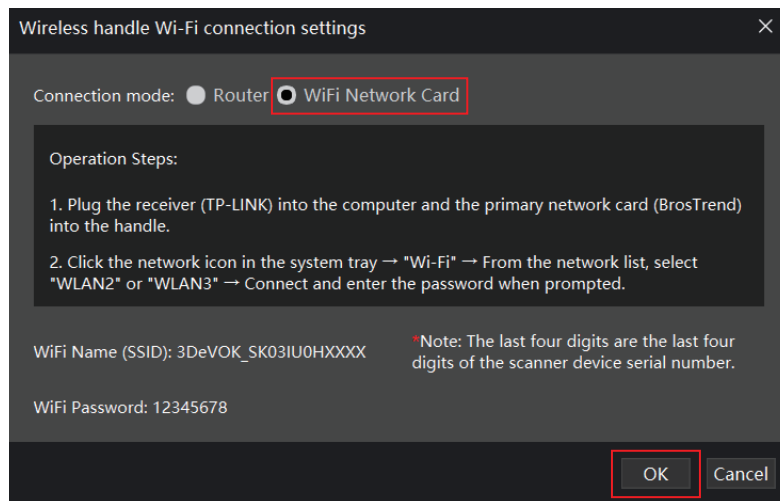 Wireless handle Wi-Fi connection settings
Connection mode: Router WiFi Network Card
Operation Steps:
1. Plug the receiver (TP-LINK) into the computer and the primary network card (BrosTrend)
into the handle.
2. Click the network icon in the system tray → "Wi-Fi" → From the network list, select
"WLAN2" or "WLAN3" → Connect and enter the password when prompted.
WiFi Name (SSID): 3DeVOK_SK03IU0HXXXX
*Note: The last four digits are the last four
digits of the scanner device serial number.
WiFi Password: 12345678
OK Cancel